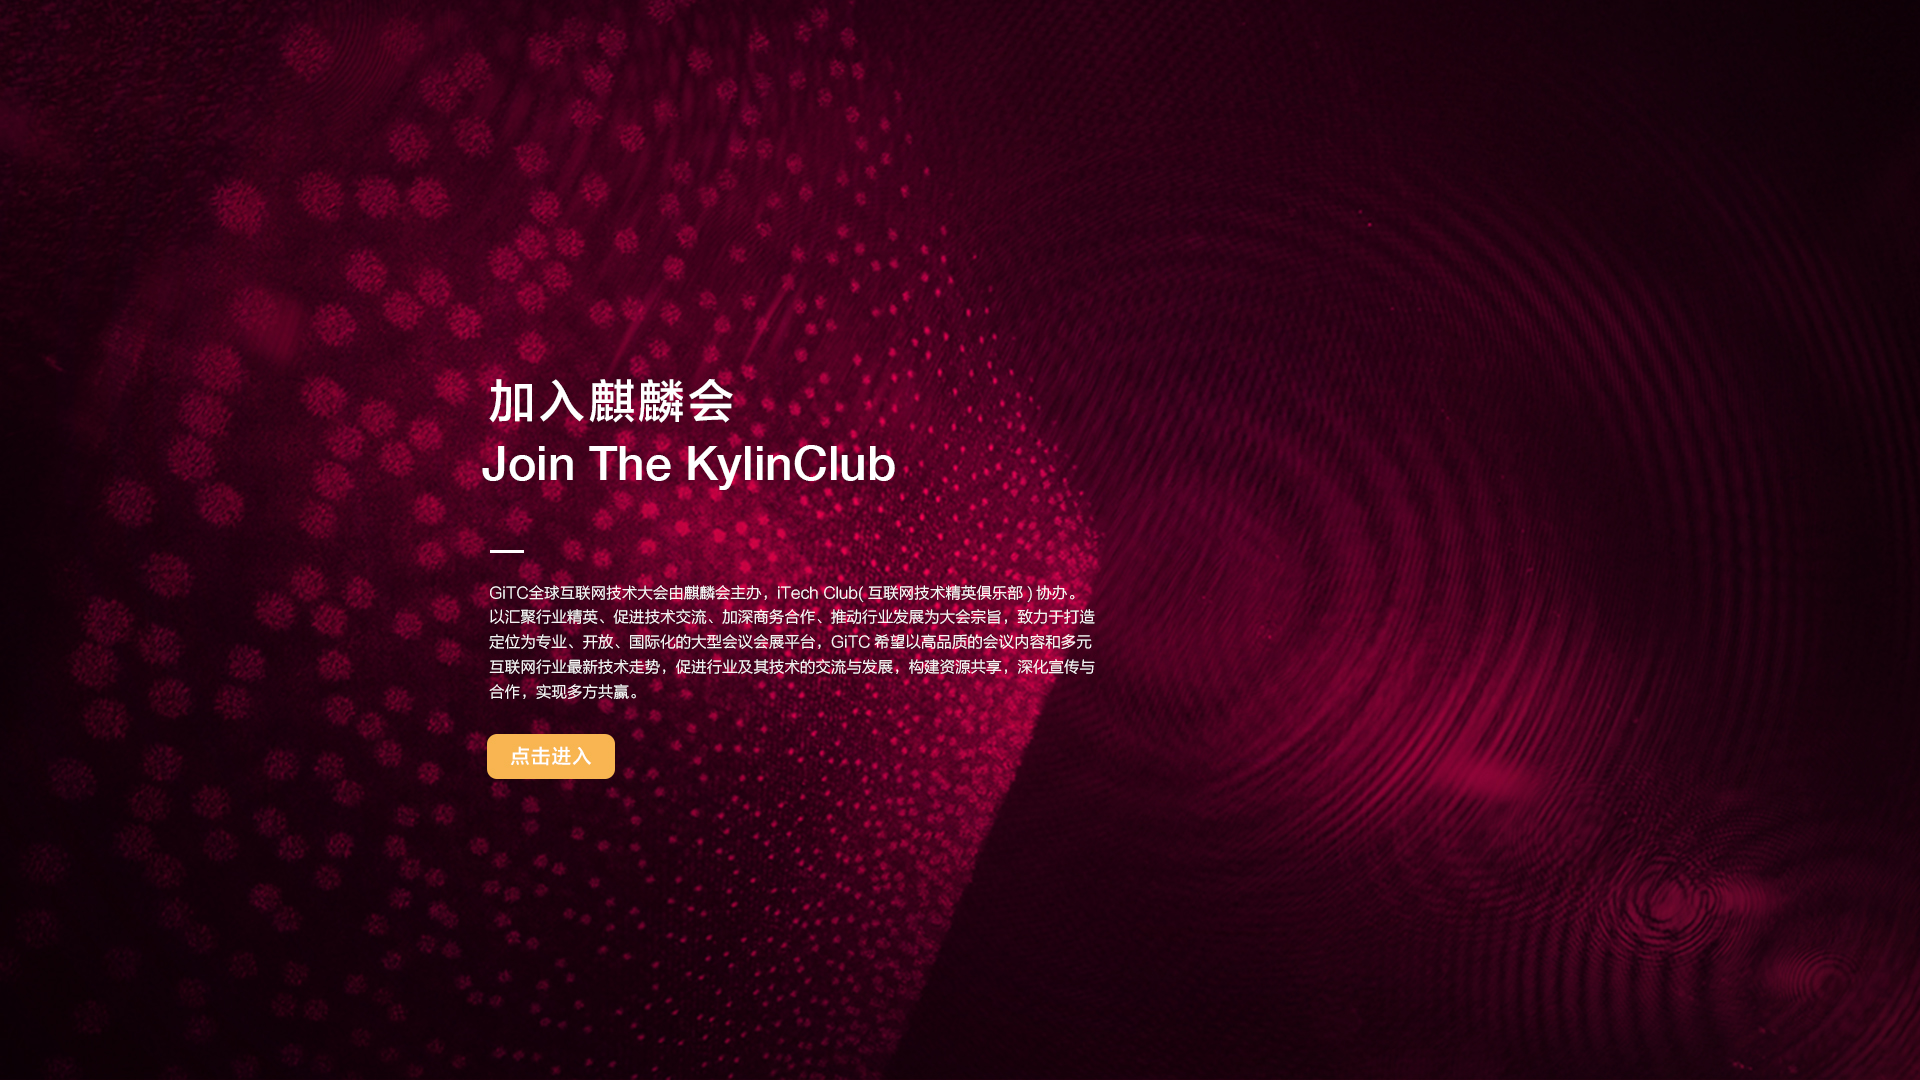 加入麒麟会
Join The KylinClub
GiTC全球互联网技术大会由麒麟会主办，iTech Club( 互联网技术精英俱乐部 ) 协办。
以汇聚行业精英、促进技术交流、加深商务合作、推动行业发展为大会宗旨，致力于打造
定位为专业、开放、国际化的大型会议会展平台，GiTC 希望以高品质的会议内容和多元
互联网行业最新技术走势，促进行业及其技术的交流与发展，构建资源共享，深化宣传与
合作，实现多方共赢。
点击进入